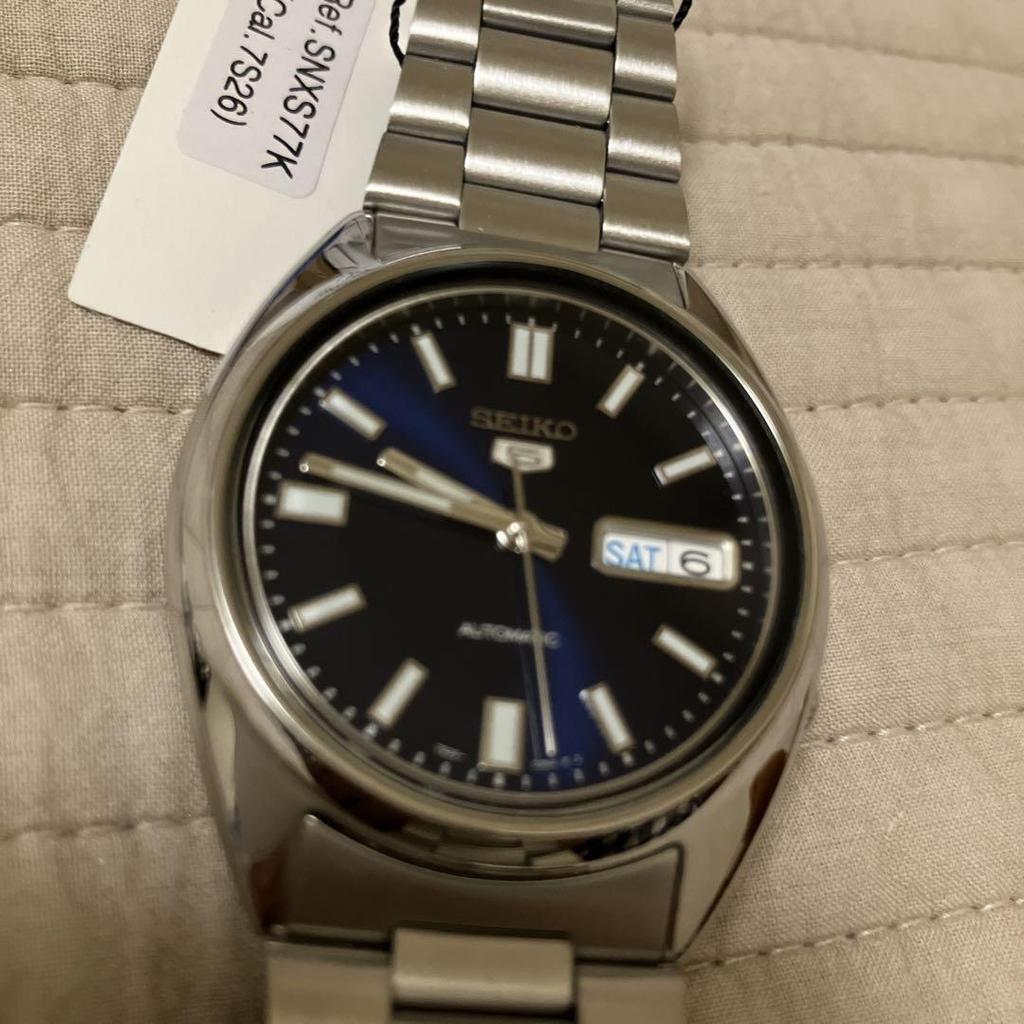 Ref.SNXS77K
(Cal.7S26)
SEIKO
5
SAT 6
AUTOMATIC